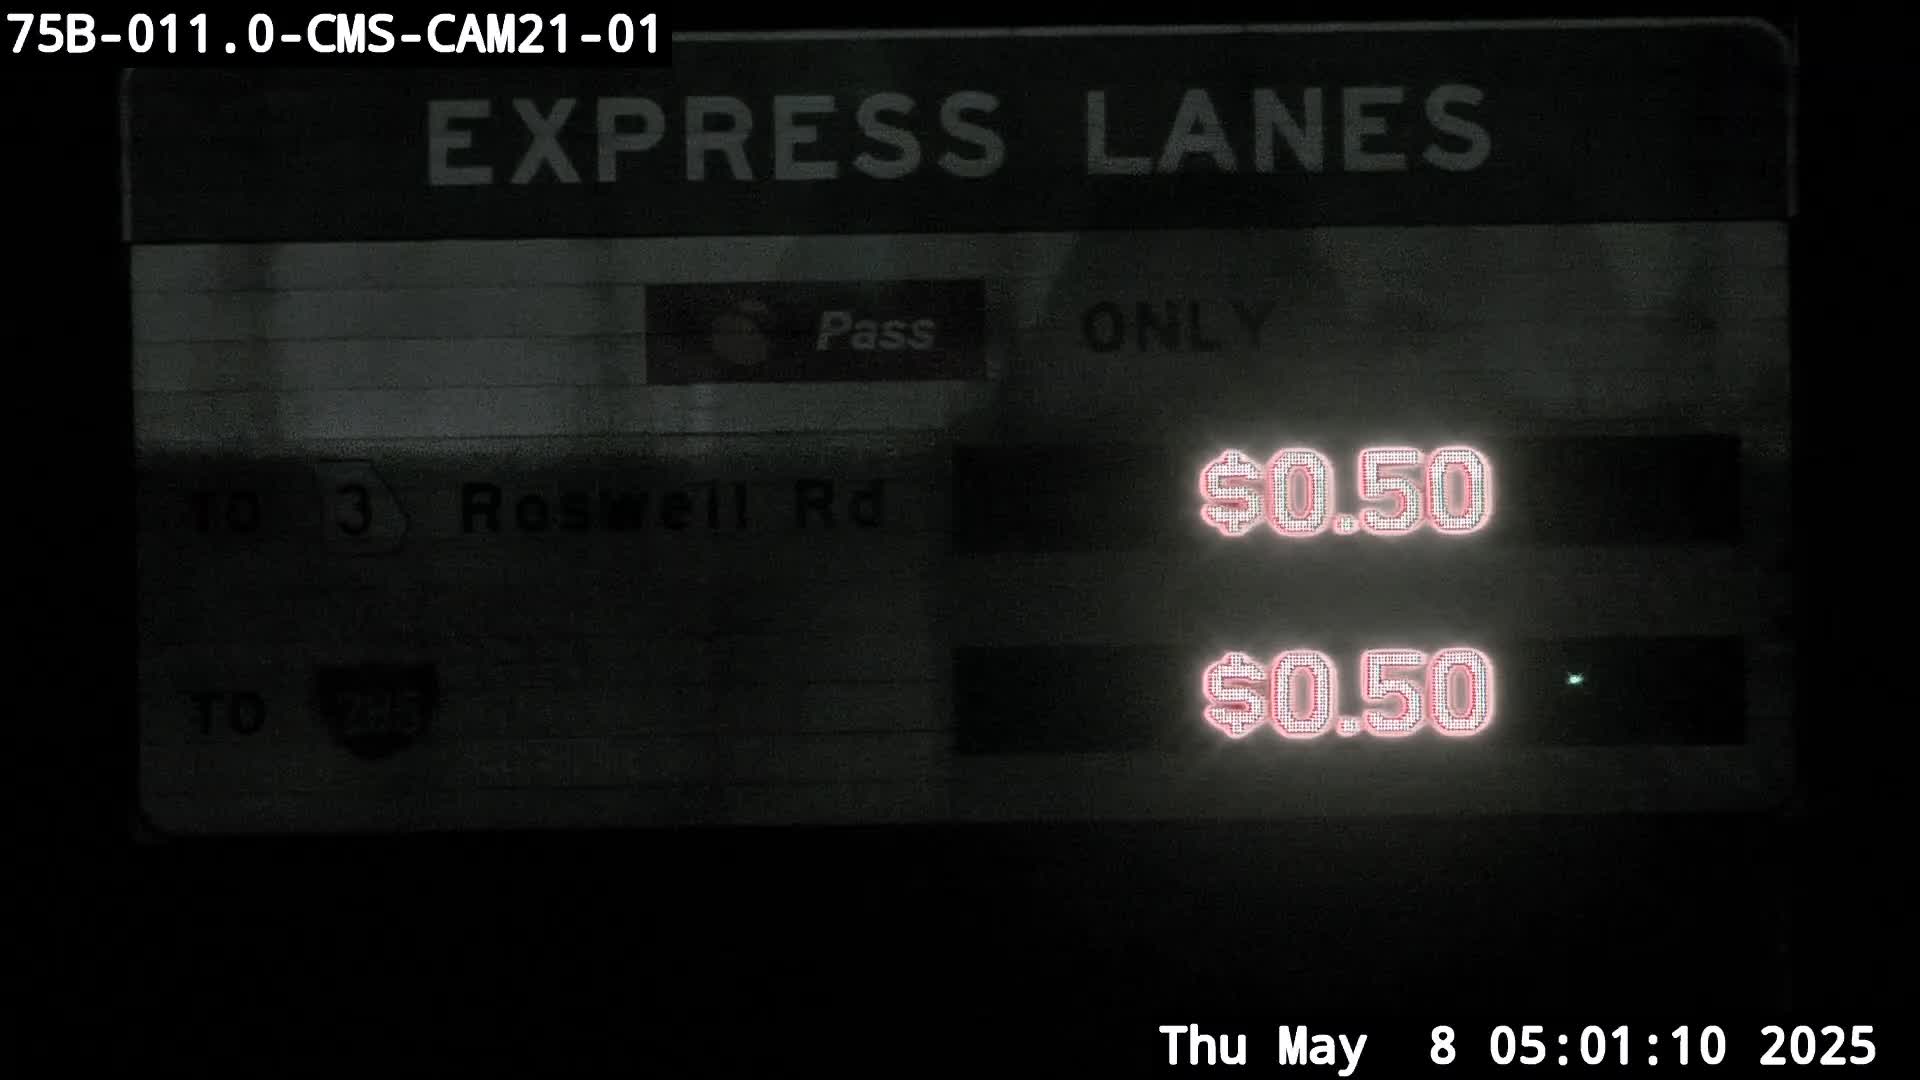 75B-011.0-CMS-CAM21-01
EXPRESS LANES
Pass ONLY
TO 3 Roswell Rd $0.50
TO 285 $0.50
Thu May 8 05:01:10 2025